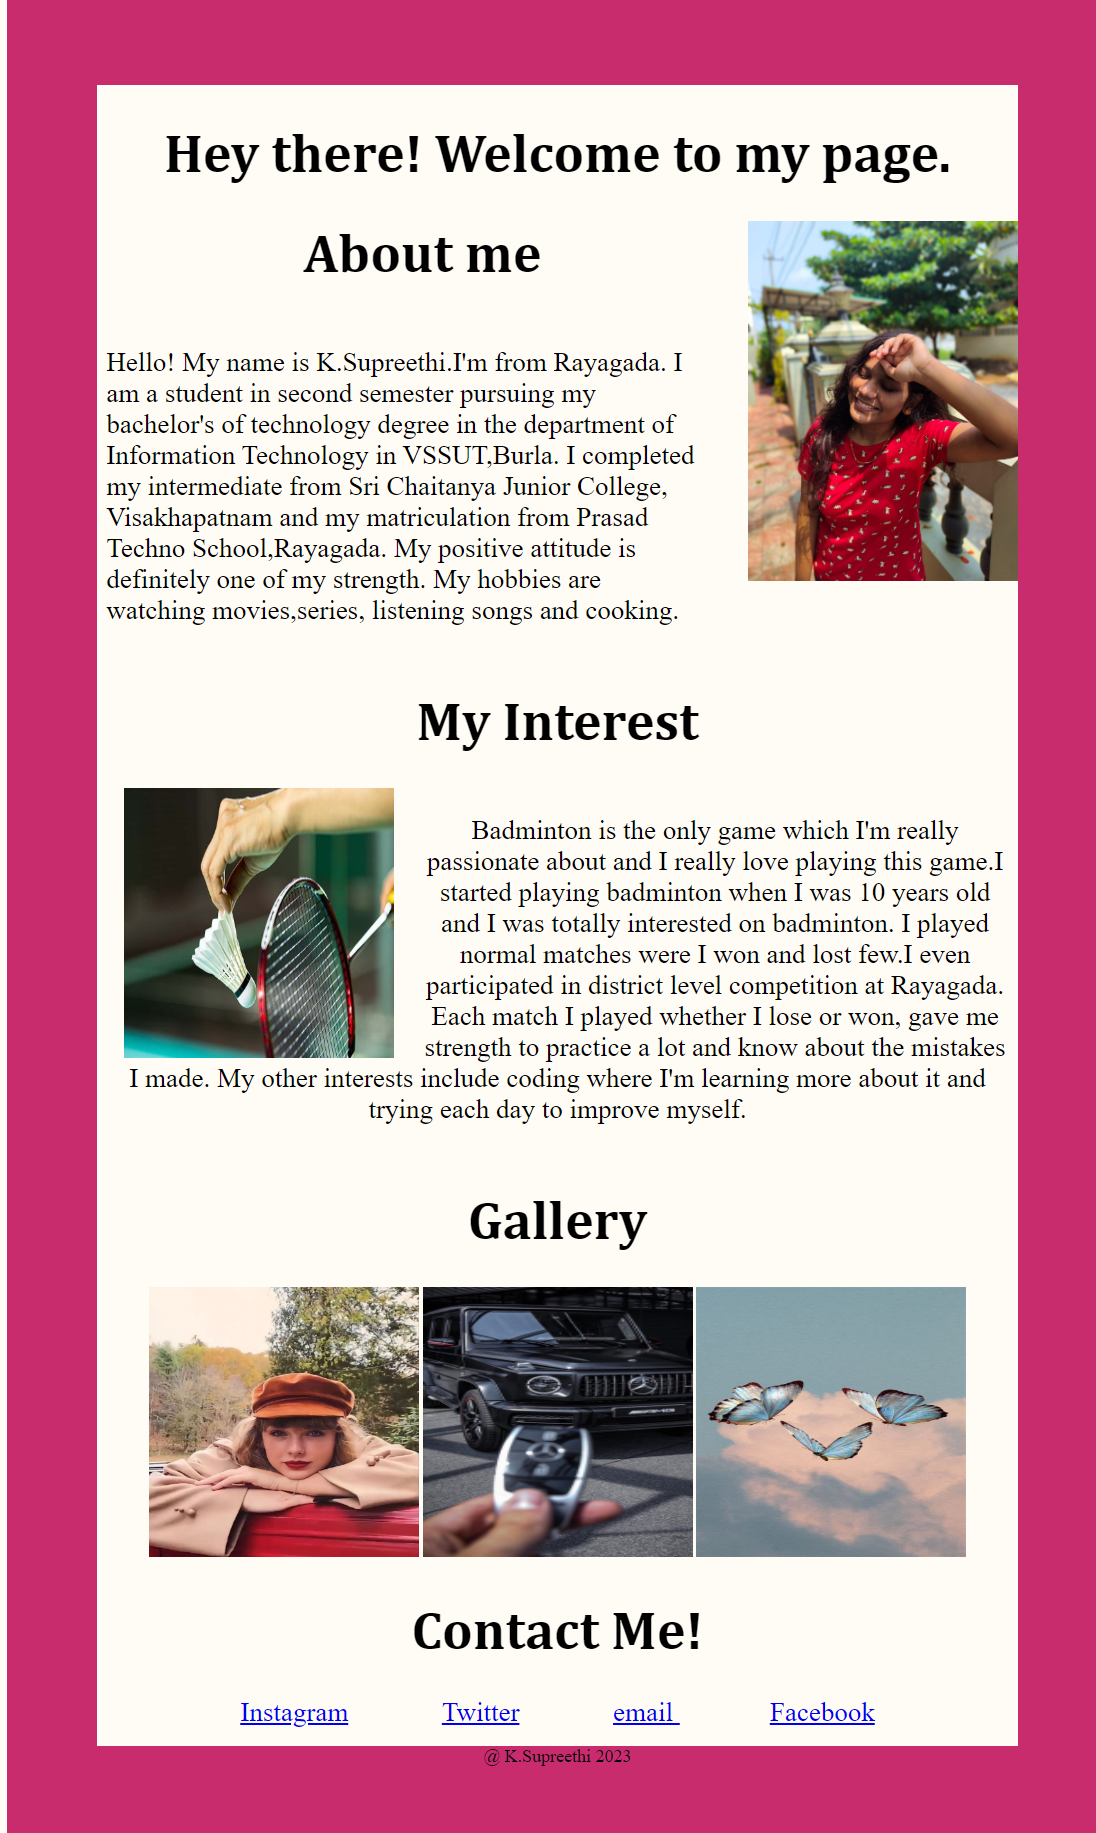 Hey there! Welcome to my page.
About me
Hello! My name is K.Supreethi.I'm from Rayagada. I
am a student in second semester pursuing my
bachelor's of technology degree in the department of
Information Technology in VSSUT,Burla. I completed
my intermediate from Sri Chaitanya Junior College,
Visakhapatnam and my matriculation from Prasad
Techno School,Rayagada. My positive attitude is
definitely one of my strength. My hobbies are
watching movies,series, listening songs and cooking.
My Interest
Badminton is the only game which I'm really
passionate about and I really love playing this game.I
started playing badminton when I was 10 years old
and I was totally interested on badminton. I played
normal matches were I won and lost few.I even
participated in district level competition at Rayagada.
Each match I played whether I lose or won, gave me
strength to practice a lot and know about the mistakes
I made. My other interests include coding where I'm learning more about it and
trying each day to improve myself.
Gallery
Contact Me!
Instagram Twitter email Facebook
@ K.Supreethi 2023